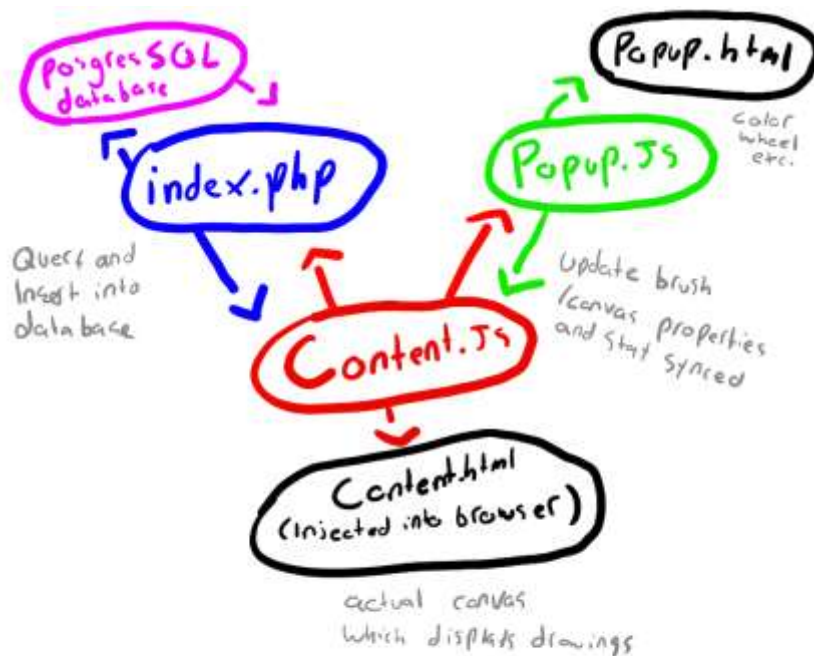 posgresSQL
database
Popup.html
color
wheel
etc.
index.php
Popup.Js
Query and
Insert into
database
update brush
/canvas properties
and stay synced
Content.Js
Content.html
(Injected into browser)
actual canvas
which displays drawings